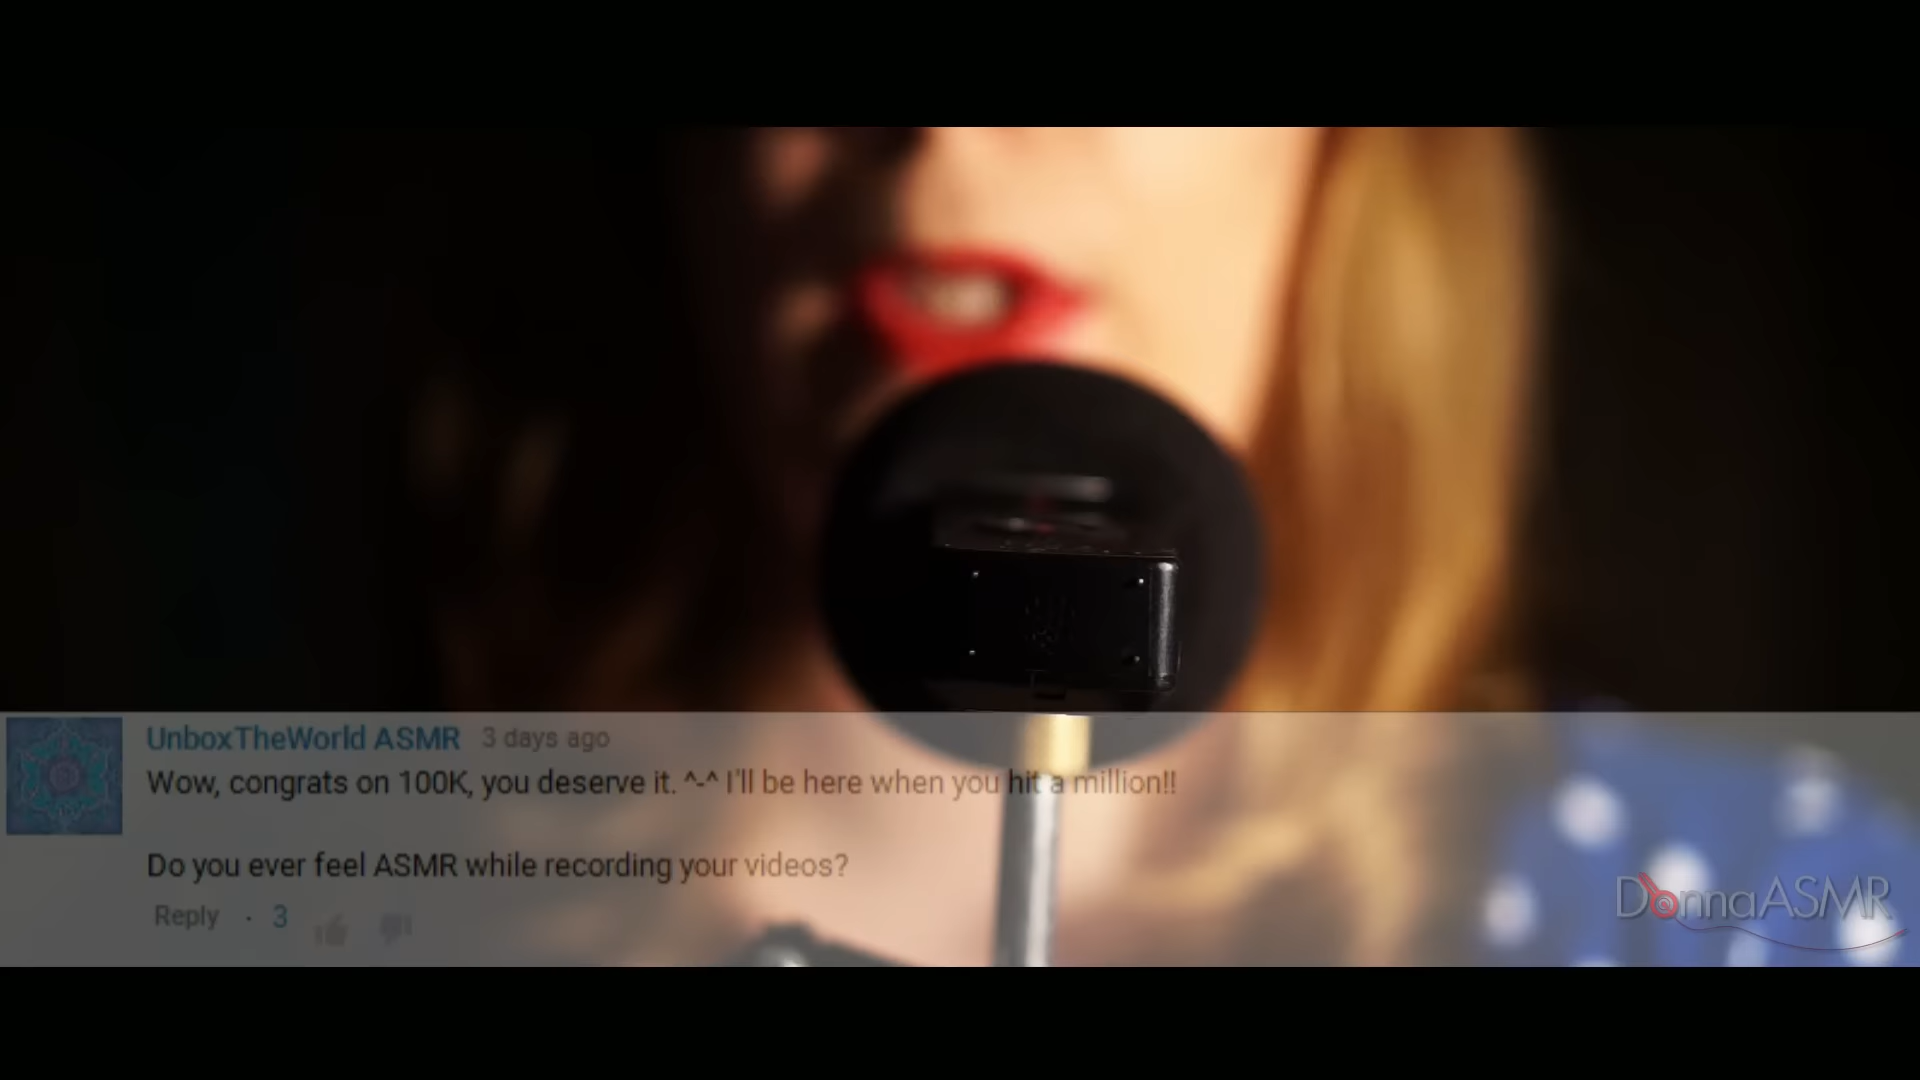 UnboxTheWorld ASMR 3 days ago
Wow, congrats on 100K, you deserve it. ^-^ I'll be here when you hit a million!!
Do you ever feel ASMR while recording your videos?
Reply · 3
DonnaASMR